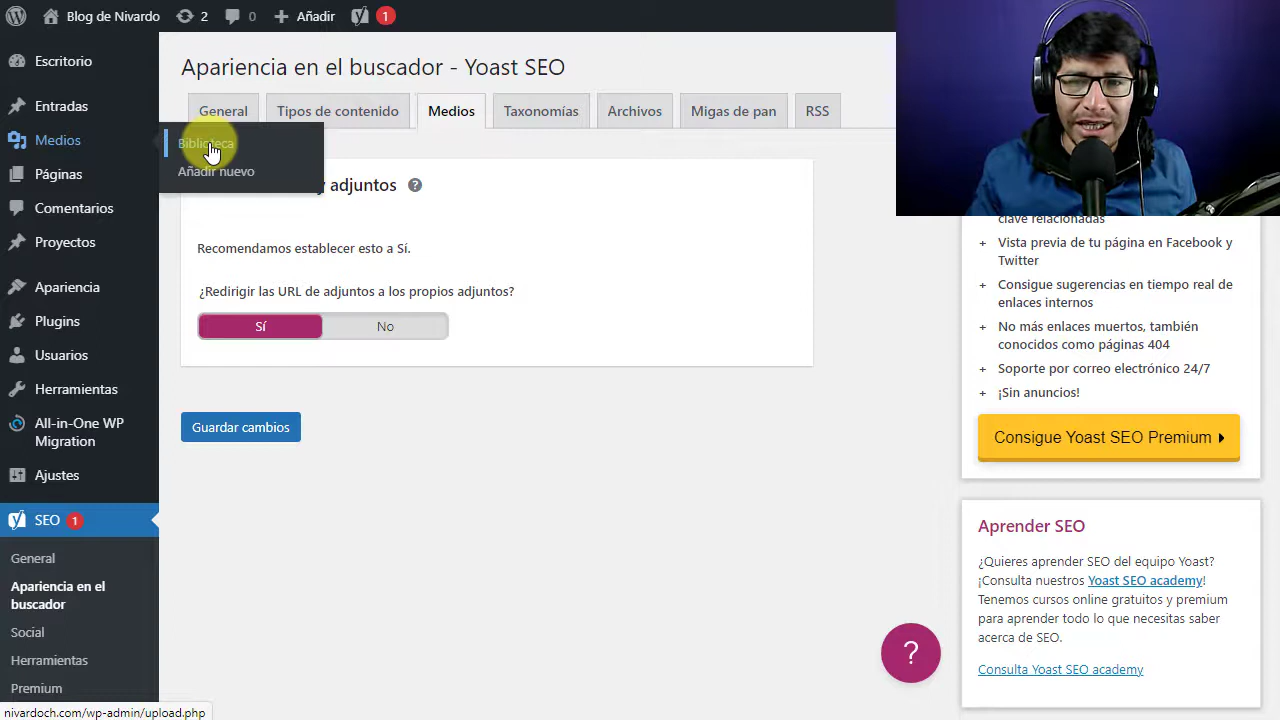 Blog de Nivardo
2
0
Añadir
1
Escritorio
Entradas
Medios
Páginas
Comentarios
Proyectos
Apariencia
Plugins
Usuarios
Herramientas
All-in-One WP
Migration
Ajustes
SEO 1
General
Apariencia en el
buscador
Social
Herramientas
Premium
nivardoch.com/wp-admin/upload.php
Biblioteca
Añadir nuevo
Apariencia en el buscador - Yoast SEO
General
Tipos de contenido
Medios
Taxonomías
Archivos
Migas de pan
RSS
y adjuntos ?
Recomendamos establecer esto a Sí.
¿Redirigir las URL de adjuntos a los propios adjuntos?
Sí
No
Guardar cambios
clave relacionadas
+ Vista previa de tu página en Facebook y
Twitter
+ Consigue sugerencias en tiempo real de
enlaces internos
+ No más enlaces muertos, también
conocidos como páginas 404
+ Soporte por correo electrónico 24/7
+ ¡Sin anuncios!
Consigue Yoast SEO Premium
Aprender SEO
¿Quieres aprender SEO del equipo Yoast?
¡Consulta nuestros Yoast SEO academy!
Tenemos cursos online gratuitos y premium
para aprender todo lo que necesitas saber
acerca de SEO.
Consulta Yoast SEO academy
?